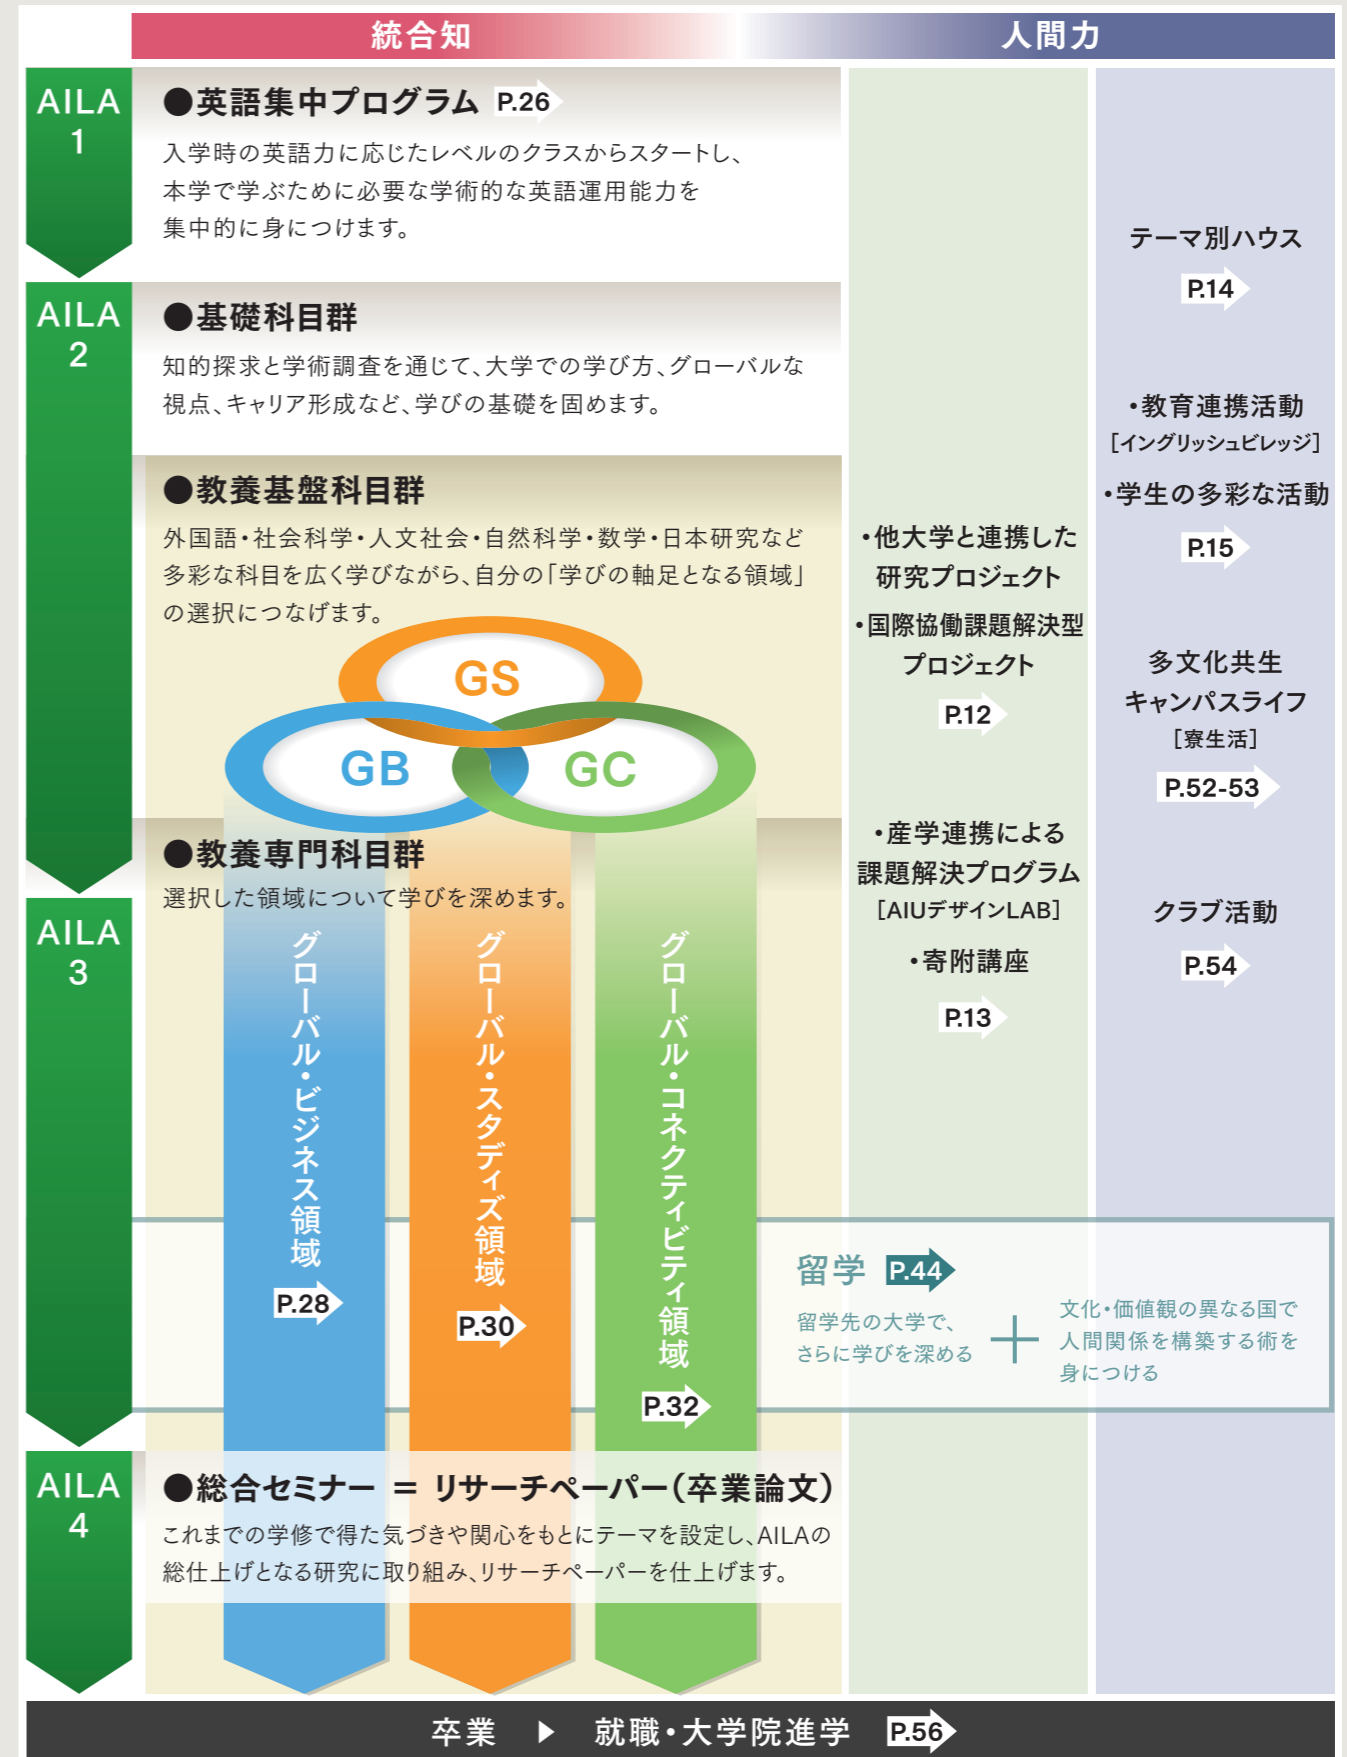 統合知
人間力
AILA
1
●英語集中プログラム P.26
入学時の英語力に応じたレベルのクラスからスタートし、
本学で学ぶために必要な学術的な英語運用能力を
集中的に身につけます。
AILA
2
●基礎科目群
知的探求と学術調査を通じて、大学での学び方、グローバルな
視点、キャリア形成など、学びの基礎を固めます。
●教養基盤科目群
外国語・社会科学・人文社会・自然科学・数学・日本研究など
多彩な科目を広く学びながら、自分の「学びの軸足となる領域」
の選択につなげます。
GS
GB
GC
●教養専門科目群
選択した領域について学びを深めます。
AILA
3
グローバル・ビジネス領域
P.28
グローバル・スタディズ領域
P.30
グローバル・コネクティビティ領域
P.32
・他大学と連携した
研究プロジェクト
・国際協働課題解決型
プロジェクト
P.12
・産学連携による
課題解決プログラム
[AIUデザインLAB]
・寄附講座
P.13
テーマ別ハウス
P.14
・教育連携活動
[イングリッシュビレッジ]
・学生の多彩な活動
P.15
多文化共生
キャンパスライフ
[寮生活]
P.52-53
クラブ活動
P.54
留学 P.44
留学先の大学で、
さらに学びを深める
＋
文化・価値観の異なる国で
人間関係を構築する術を
身につける
AILA
4
●総合セミナー ＝ リサーチペーパー(卒業論文)
これまでの学修で得た気づきや関心をもとにテーマを設定し、AILAの
総仕上げとなる研究に取り組み、リサーチペーパーを仕上げます。
卒業 ▶ 就職・大学院進学 P.56